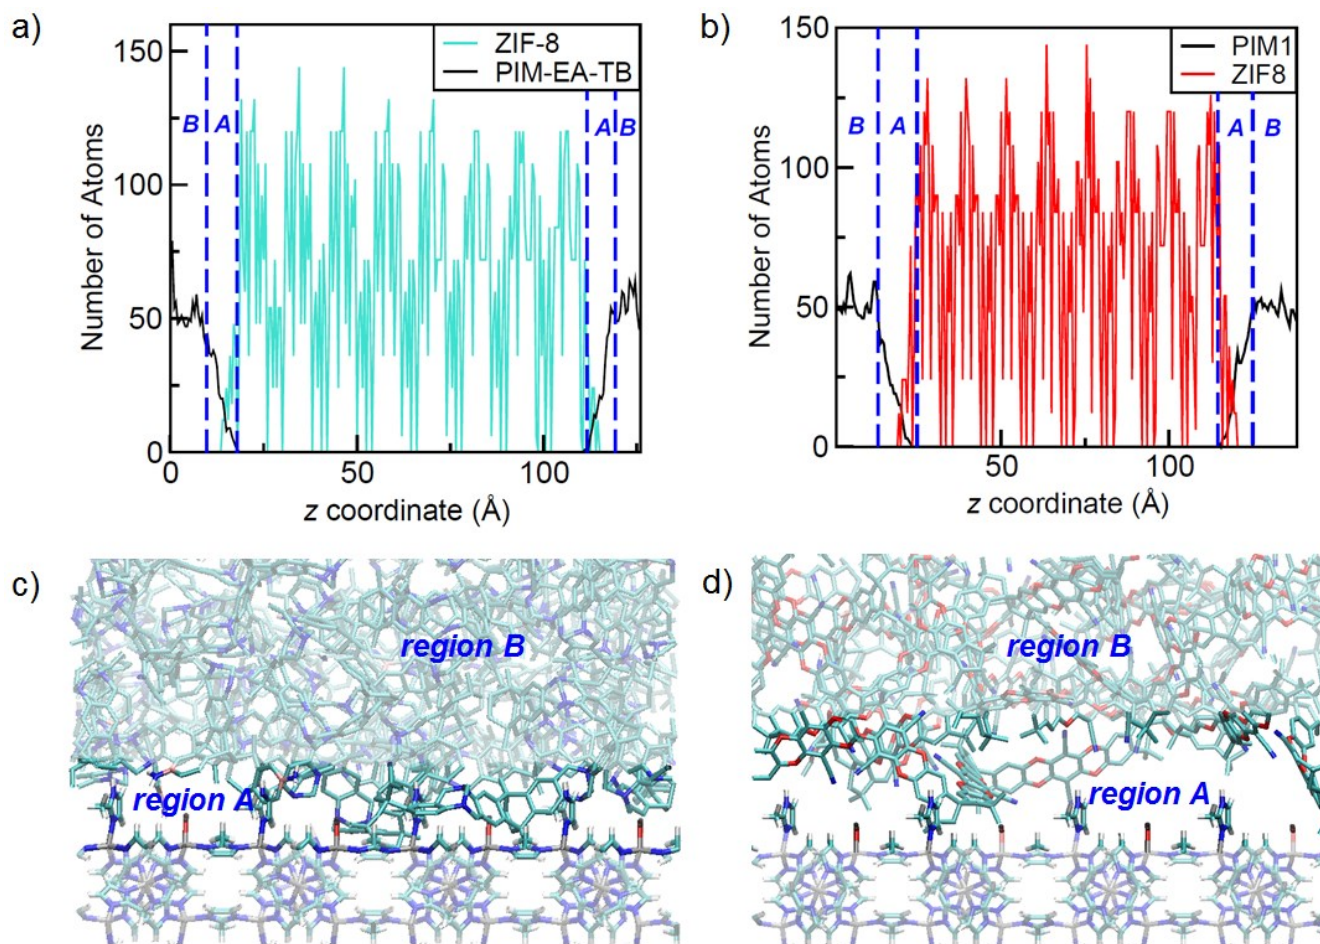 a)
150
100
50
0
Number of Atoms
ZIF-8
PIM-EA-TB
B
A
A
B
0
50
100
z coordinate (Å)
b)
150
100
50
0
Number of Atoms
PIM1
ZIF8
B
A
A
B
50
100
z coordinate (Å)
c)
region B
region A
d)
region B
region A